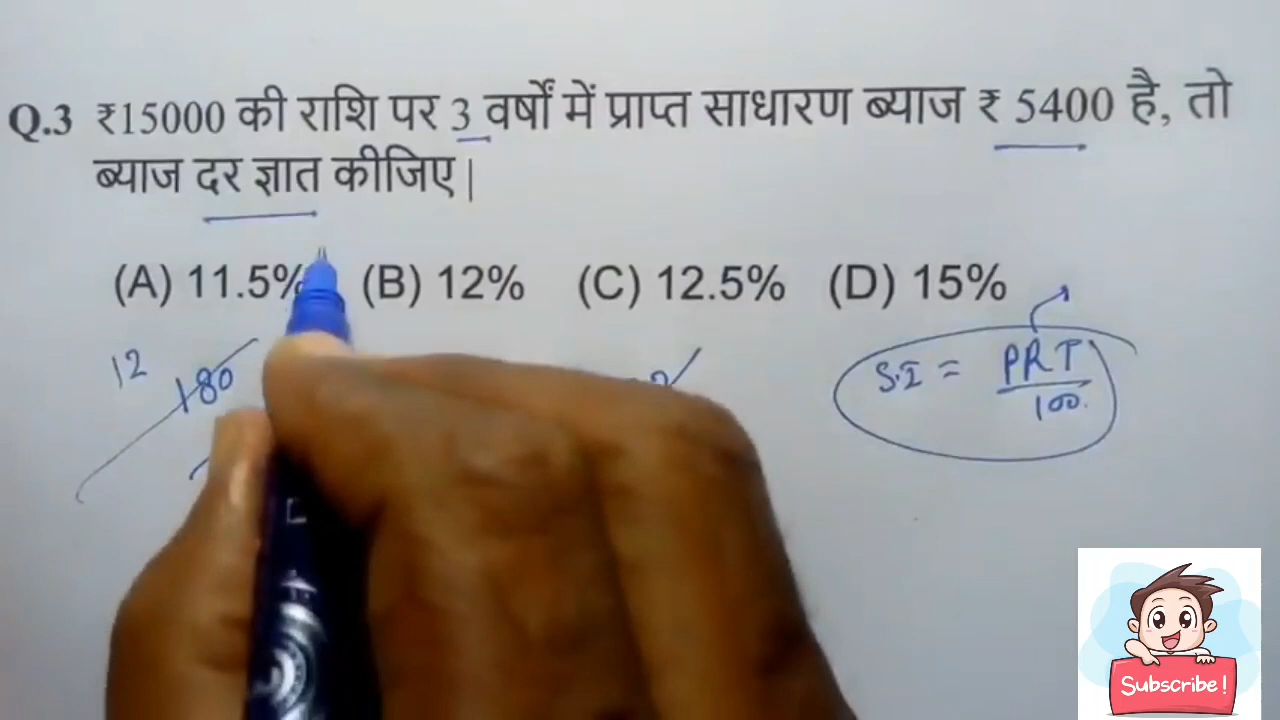 Q.3 ₹15000 की राशि पर 3 वर्षों में प्राप्त साधारण ब्याज ₹ 5400 है, तो
ब्याज दर ज्ञात कीजिए |
(A) 11.5% (B) 12% (C) 12.5% (D) 15%
12 180
S.I = PRT
100.
Subscribe!